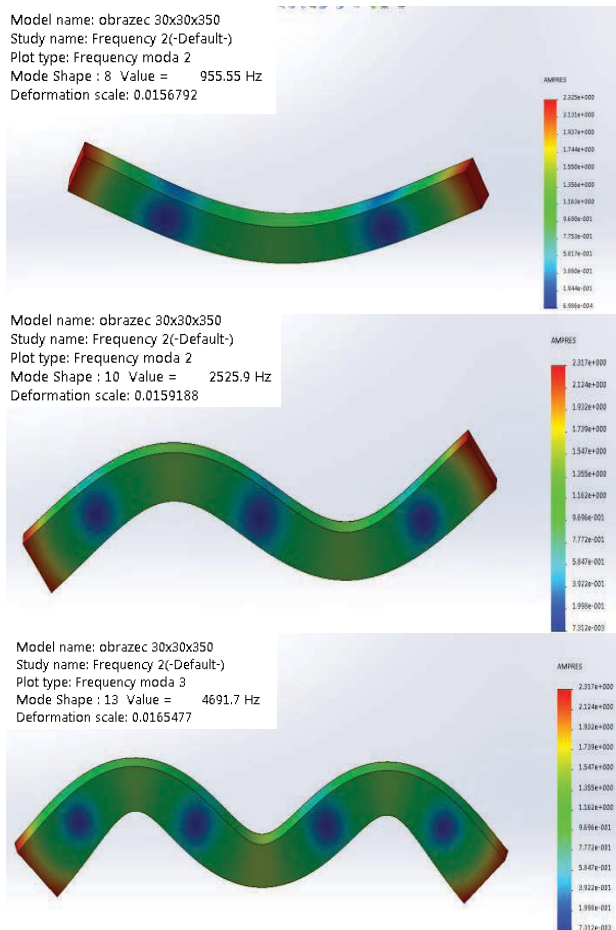 Model name: obrazec 30x30x350
Study name: Frequency 2(-Default-)
Plot type: Frequency moda 2
Mode Shape : 8 Value = 955.55 Hz
Deformation scale: 0.0156792
AMPRES
2.325e+000
2.131e+000
1.937e+000
1.744e+000
1.550e+000
1.356e+000
1.163e+000
9.690e-001
7.753e-001
5.817e-001
3.880e-001
1.944e-001
6.986e-004
Model name: obrazec 30x30x350
Study name: Frequency 2(-Default-)
Plot type: Frequency moda 2
Mode Shape : 10 Value = 2525.9 Hz
Deformation scale: 0.0159188
AMPRES
2.317e+000
2.124e+000
1.932e+000
1.739e+000
1.547e+000
1.355e+000
1.162e+000
9.696e-001
7.772e-001
5.847e-001
3.922e-001
1.998e-001
7.312e-003
Model name: obrazec 30x30x350
Study name: Frequency 2(-Default-)
Plot type: Frequency moda 3
Mode Shape : 13 Value = 4691.7 Hz
Deformation scale: 0.0165477
AMPRES
2.317e+000
2.124e+000
1.932e+000
1.739e+000
1.547e+000
1.355e+000
1.162e+000
9.696e-001
7.772e-001
5.847e-001
3.922e-001
1.998e-001
7.312e-003